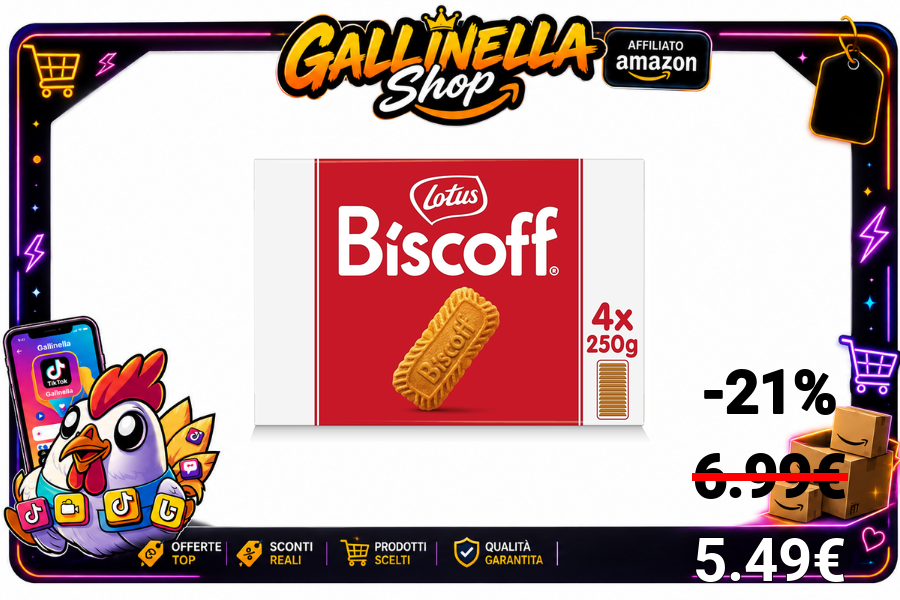 GALLINELLA
Shop
AFFILIATO
amazon
Lotus
Biscoff®
Biscoff
4x
250g
Gallinella
TikTok
Gallinella
-21%
6.99€
5.49€
OFFERTE
TOP
SCONTI
REALI
PRODOTTI
SCELTI
QUALITÀ
GARANTITA